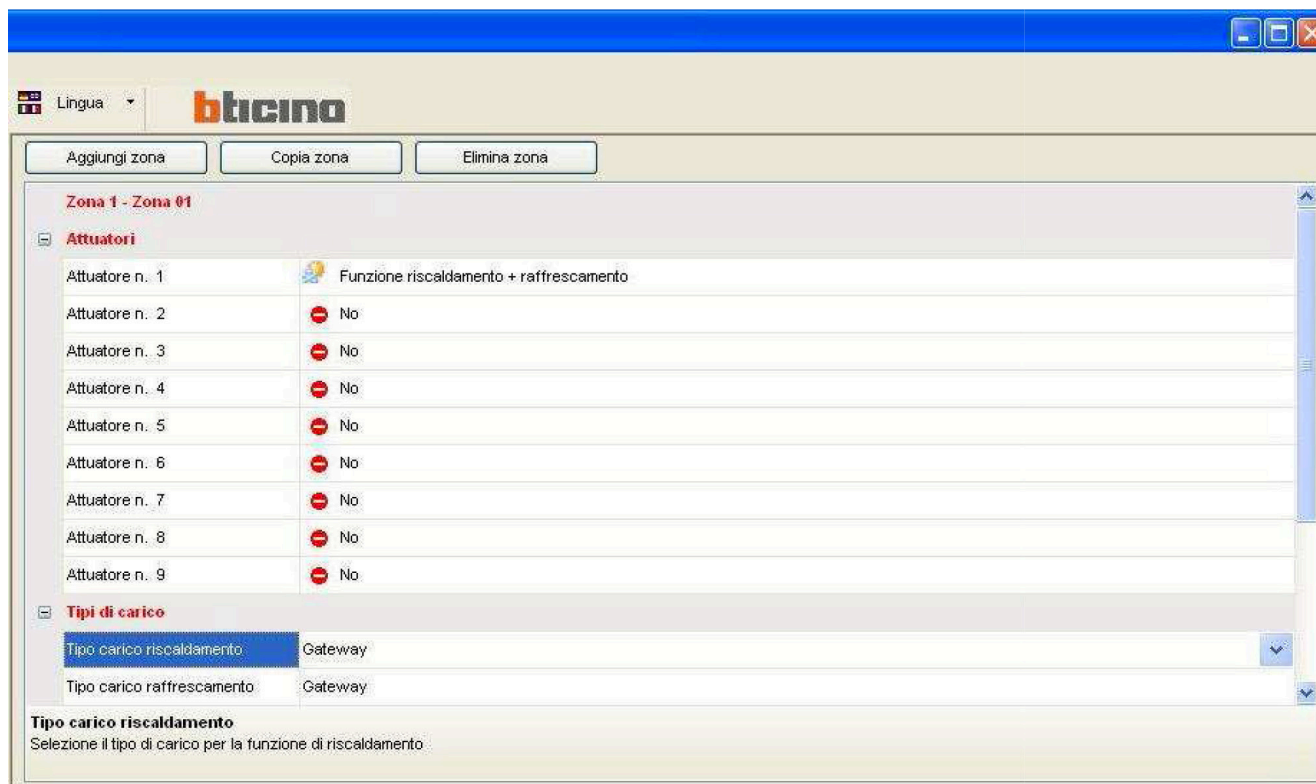 Lingua
bticino
Aggiungi zona Copia zona Elimina zona
Zona 1 - Zona 01
Attuatori
Attuatore n. 1 Funzione riscaldamento + raffrescamento
Attuatore n. 2 No
Attuatore n. 3 No
Attuatore n. 4 No
Attuatore n. 5 No
Attuatore n. 6 No
Attuatore n. 7 No
Attuatore n. 8 No
Attuatore n. 9 No
Tipi di carico
Tipo carico riscaldamento Gateway
Tipo carico raffrescamento Gateway
Tipo carico riscaldamento
Selezione il tipo di carico per la funzione di riscaldamento